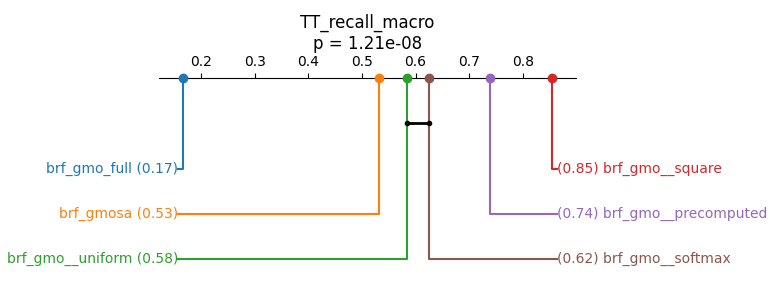 TT_recall_macro
p = 1.21e-08
0.2 0.3 0.4 0.5 0.6 0.7 0.8
brf_gmo_full (0.17)
(0.85) brf_gmo__square
brf_gmosa (0.53)
(0.74) brf_gmo__precomputed
brf_gmo__uniform (0.58)
(0.62) brf_gmo__softmax